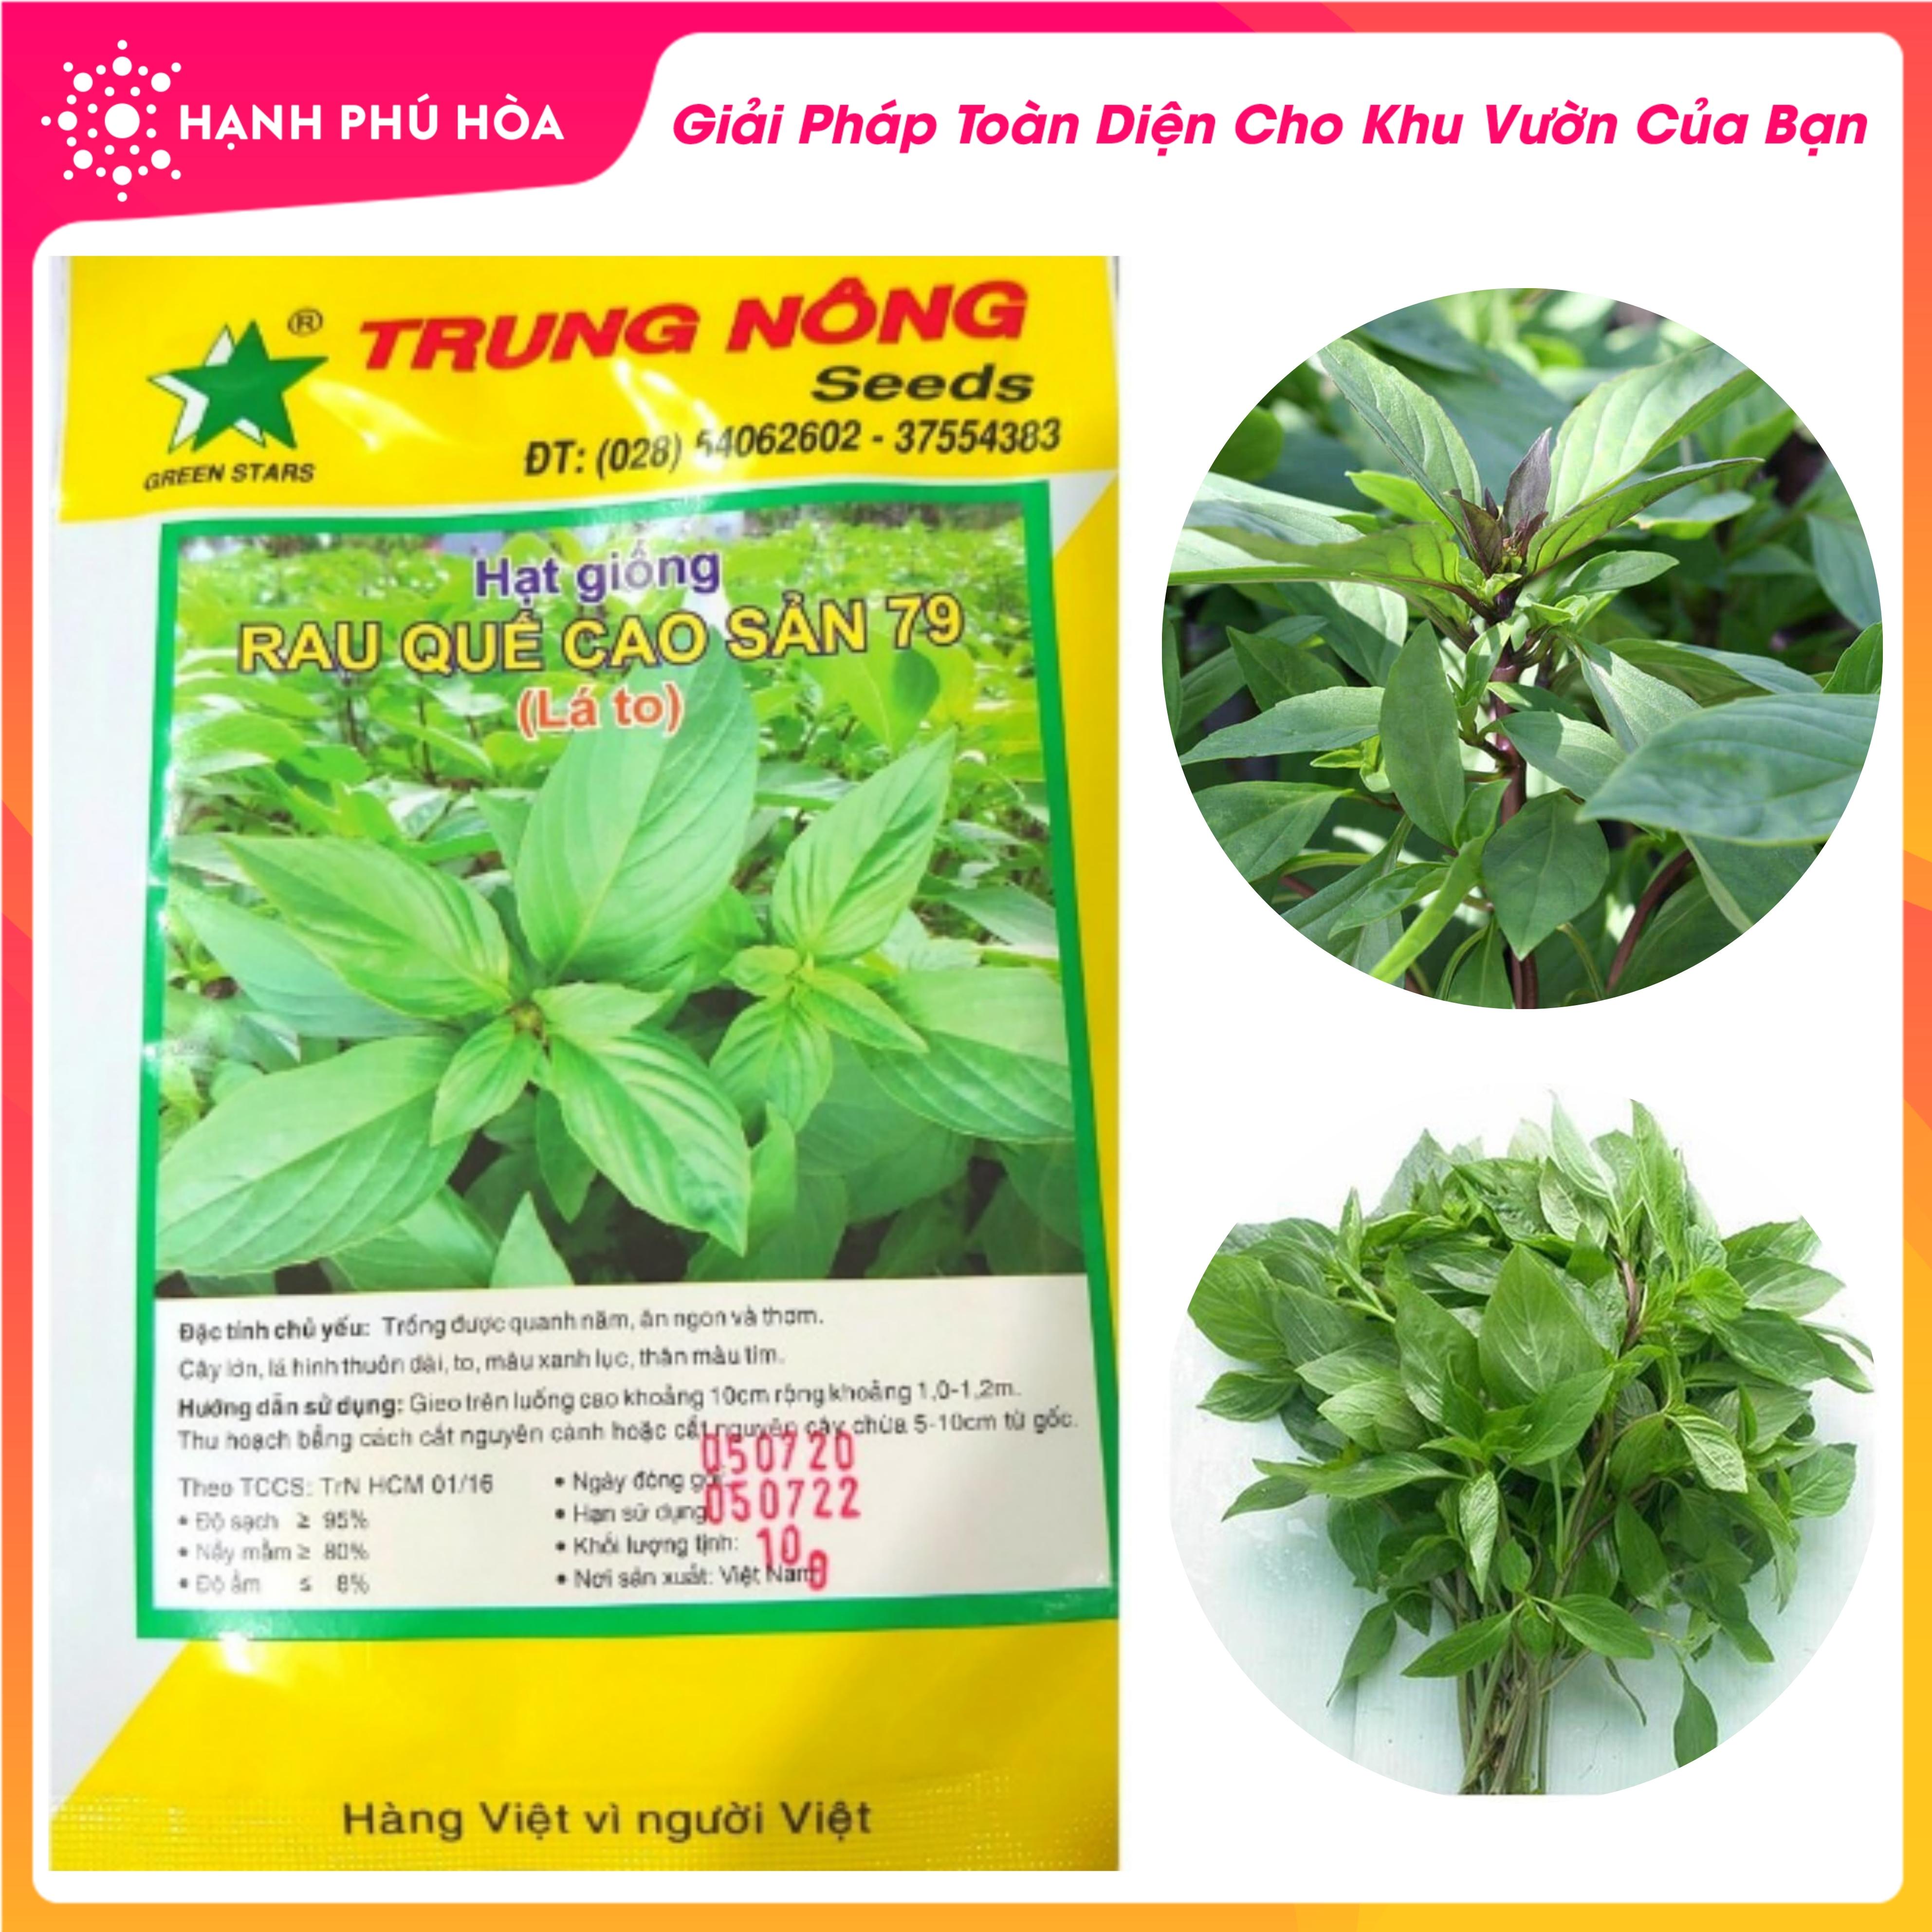 HẠNH PHÚ HÒA
Giải Pháp Toàn Diện Cho Khu Vườn Của Bạn
®
TRUNG NÔNG
Seeds
GREEN STARS
ĐT: (028) 54062602 - 37554383
Hạt giống
RAU QUẾ CAO SẢN 79
(Lá to)
Đặc tính chủ yếu: Trồng được quanh năm, ăn ngon và thơm.
Cây lớn, lá hình thuôn dài, to, màu xanh lục, thân màu tím.
Hướng dẫn sử dụng: Gieo trên luống cao khoảng 10cm rộng khoảng 1,0-1,2m.
Thu hoạch bằng cách cắt nguyên cành hoặc cắt nguyên cây chừa 5-10cm từ gốc.
Theo TCCS: TrN HCM 01/16
• Độ sạch ≥ 95%
• Nẩy mầm ≥ 80%
• Độ ẩm ≤ 8%
• Ngày đóng gói: 050720
• Hạn sử dụng: 050722
• Khối lượng tịnh: 10g
• Nơi sản xuất: Việt Nam
Hàng Việt vì người Việt